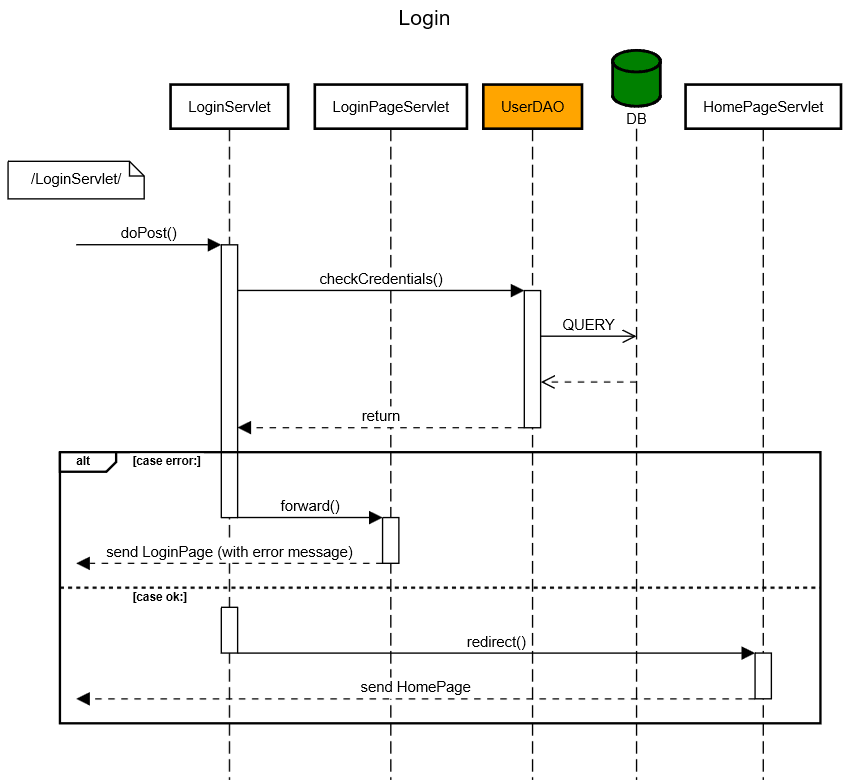 Login
LoginServlet
LoginPageServlet
UserDAO
DB
HomePageServlet
/LoginServlet/
doPost()
checkCredentials()
QUERY
return
alt
[case error:]
forward()
send LoginPage (with error message)
[case ok:]
redirect()
send HomePage